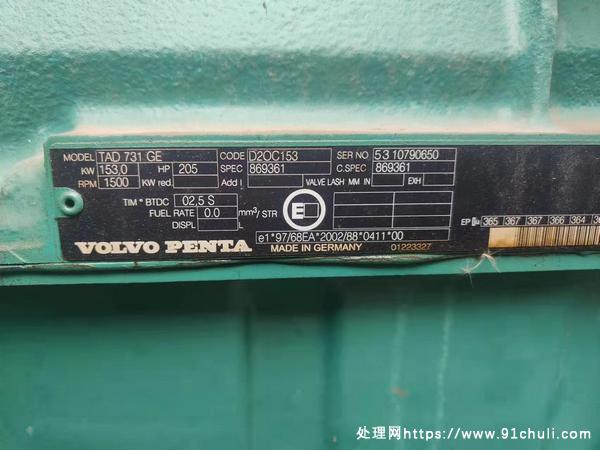 MODEL TAD 731 GE CODE D2OC153 SER NO 5310790650
KW 153.0 HP 205 SPEC 869361 C.SPEC 869361
RPM 1500 KW red. Add I VALVE LASH MM IN EXH
TIM°BTDC 02,5 S
FUEL RATE 0.0 mm³/STR E
DISPL L
e1*97/68EA*2002/88*0411*00
VOLVO PENTA MADE IN GERMANY 01223327
EP 365 367 367 366 364
处理网https://www.91chuli.com/